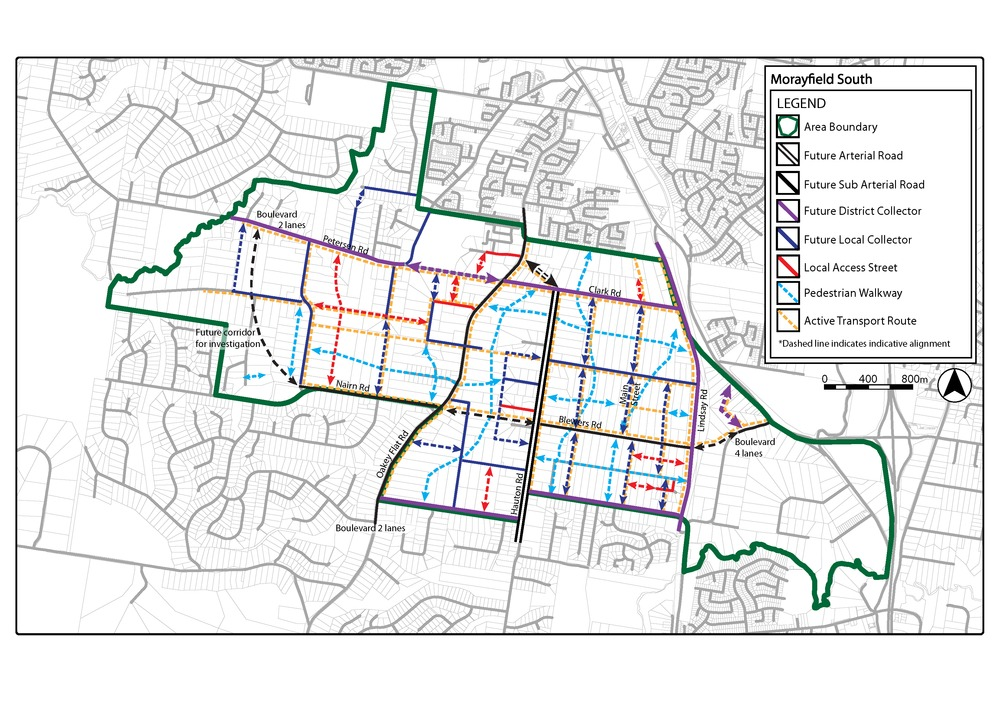 Morayfield South
LEGEND
Area Boundary
Future Arterial Road
Future Sub Arterial Road
Future District Collector
Future Local Collector
Local Access Street
Pedestrian Walkway
Active Transport Route
*Dashed line indicates indicative alignment
0 400 800m
Boulevard
2 lanes
Peterson Rd
Clark Rd
Future corridor
for investigation
Nairn Rd
Main
Street
Lindsay Rd
Blewers Rd
Boulevard
4 lanes
Oakey Flat Rd
Hauton Rd
Boulevard 2 lanes